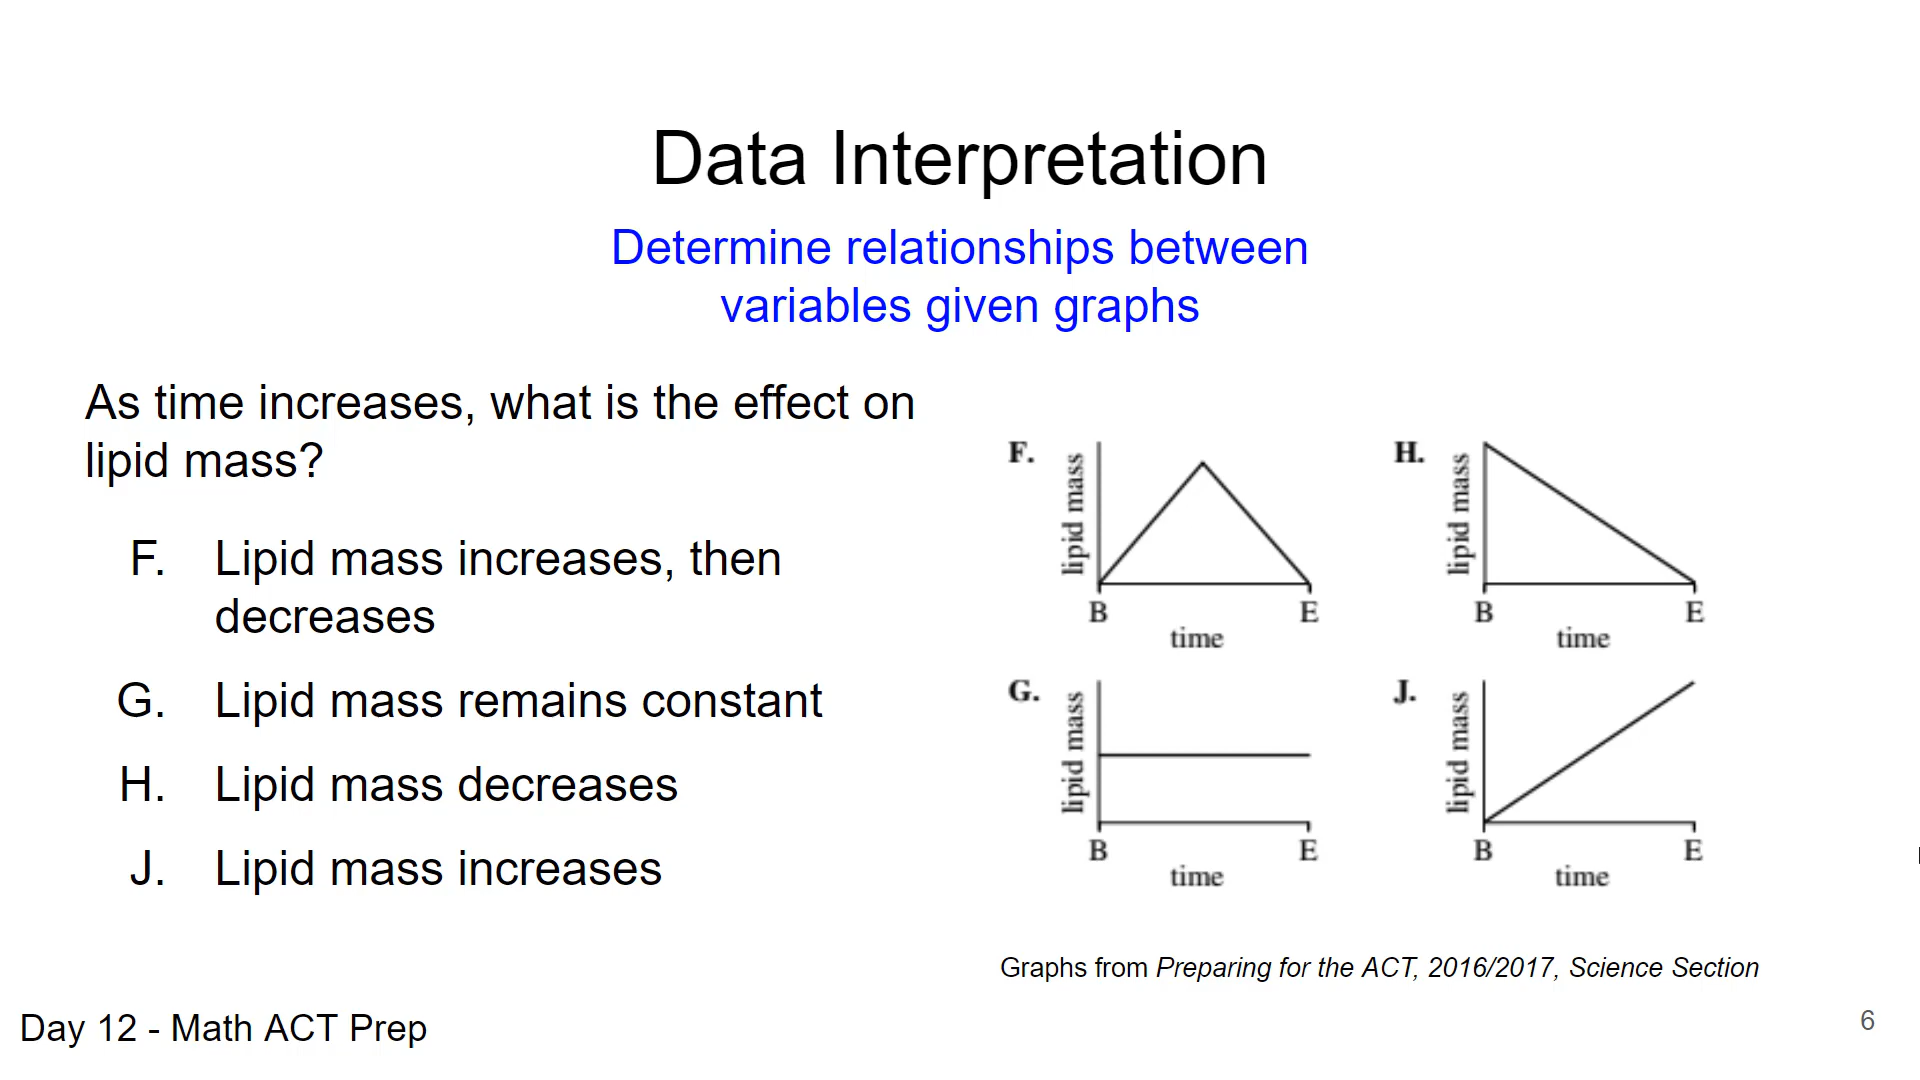 Data Interpretation
Determine relationships between
variables given graphs
As time increases, what is the effect on
lipid mass?
F. Lipid mass increases, then
decreases
G. Lipid mass remains constant
H. Lipid mass decreases
J. Lipid mass increases
F.
lipid mass
B E
time
H.
lipid mass
B E
time
G.
lipid mass
B E
time
J.
lipid mass
B E
time
Graphs from Preparing for the ACT, 2016/2017, Science Section
Day 12 - Math ACT Prep
6